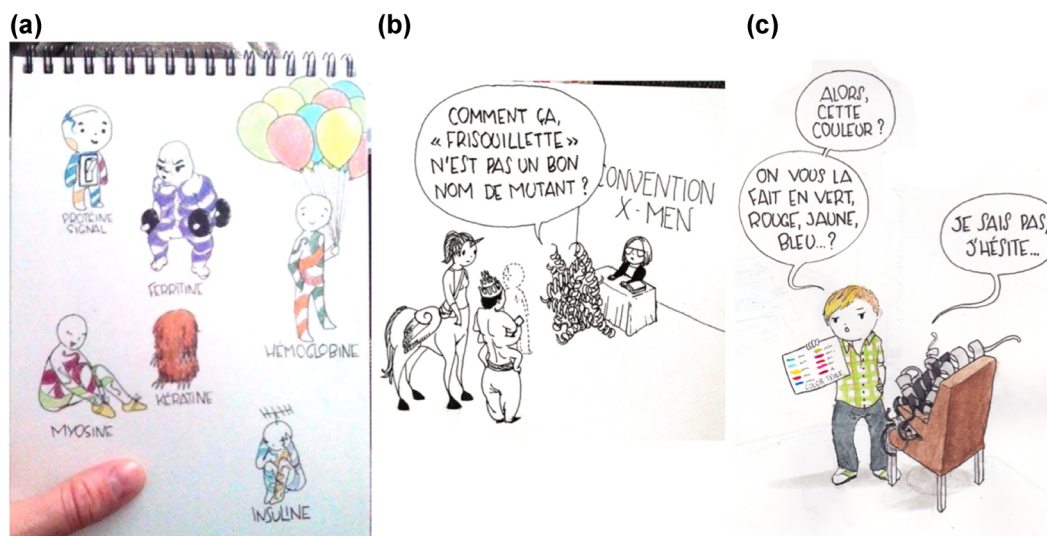 (a)
PROTÉINE
SIGNAL
FERRITINE
HÉMOGLOBINE
MYOSINE
KÉRATINE
INSULINE
(b)
COMMENT ÇA,
« FRISOUILLETTE »
N'EST PAS UN BON
NOM DE MUTANT ?
CONVENTION
X-MEN
(c)
ALORS,
CETTE
COULEUR ?
ON VOUS LA
FAIT EN VERT,
ROUGE, JAUNE,
BLEU...?
JE SAIS PAS,
J'HÉSITE...